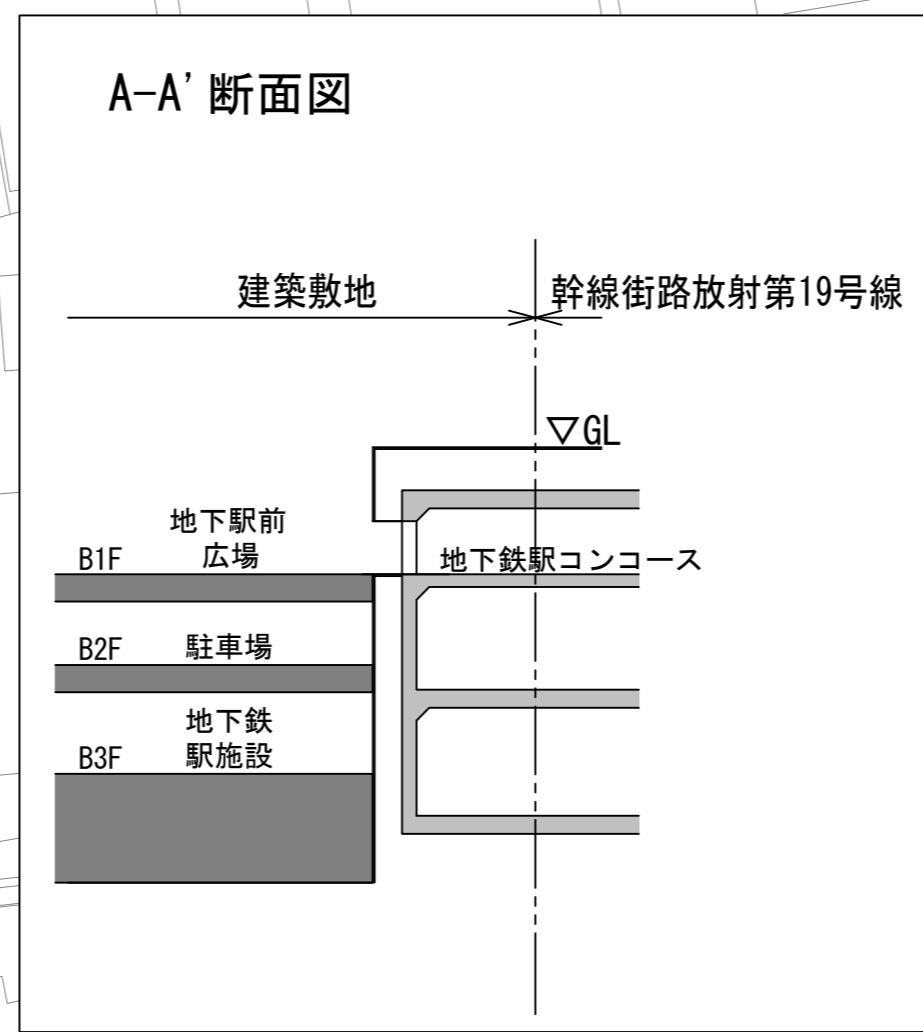 A-A'断面図
建築敷地
幹線街路放射第19号線
▽GL
地下駅前
広場
B1F
地下鉄駅コンコース
B2F
駐車場
地下鉄
駅施設
B3F